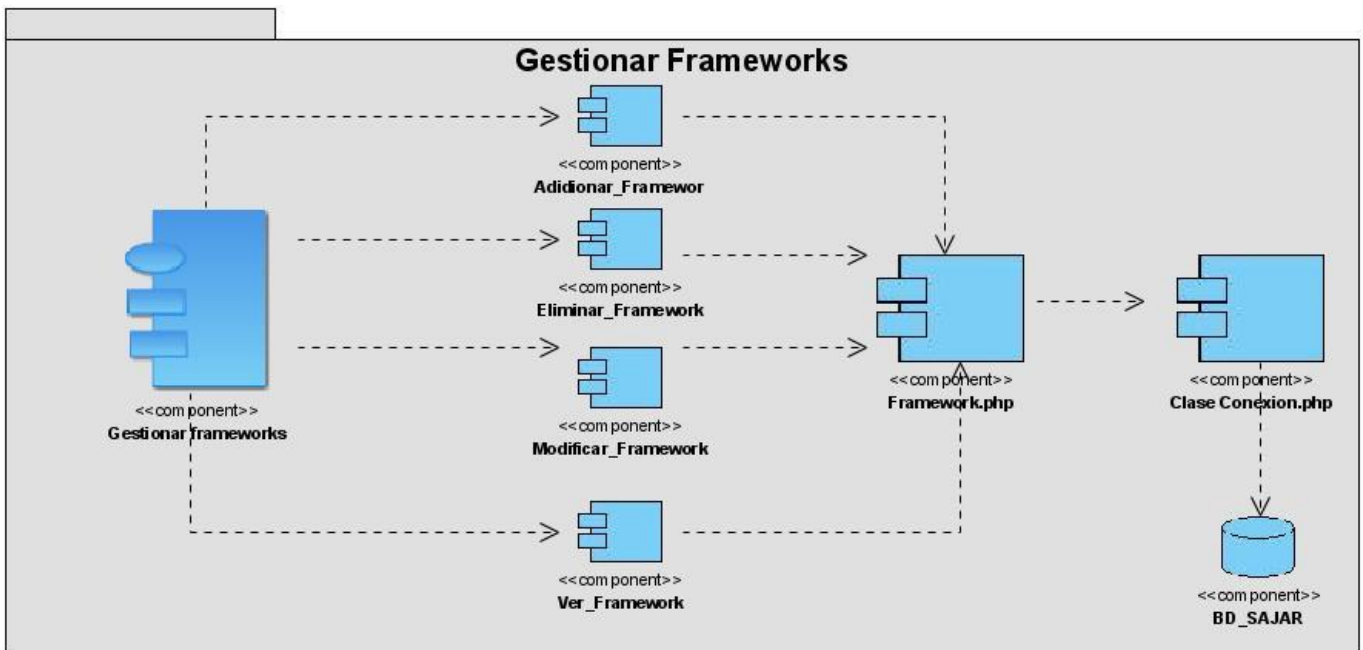 Gestionar Frameworks
<<component>>
Adidionar_Framewor
<<component>>
Eliminar_Framework
<<component>>
Gestionar frameworks
<<component>>
Modificar_Framework
<<component>>
Framework.php
<<component>>
Clase Conexion.php
<<component>>
Ver_Framework
<<component>>
BD_SAJAR